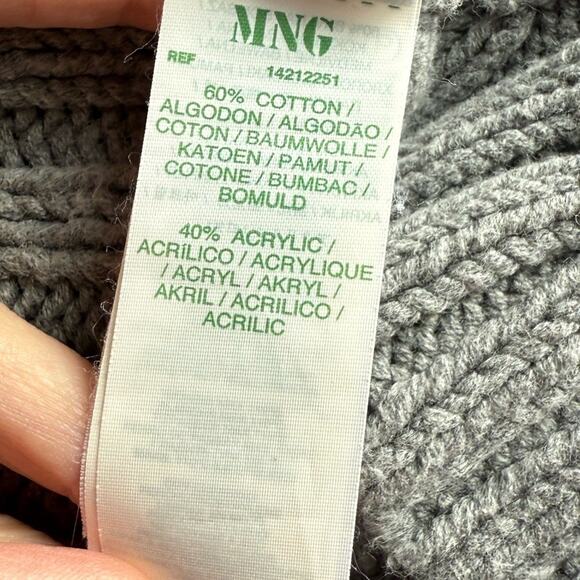 MNG
REF 14212251
60% COTTON /
ALGODON / ALGODÃO /
COTON / BAUMWOLLE /
KATOEN / PAMUT /
COTONE / BUMBAC /
BOMULD
40% ACRYLIC /
ACRÍLICO / ACRYLIQUE
/ ACRYL / AKRYL /
AKRIL / ACRILICO /
ACRILIC